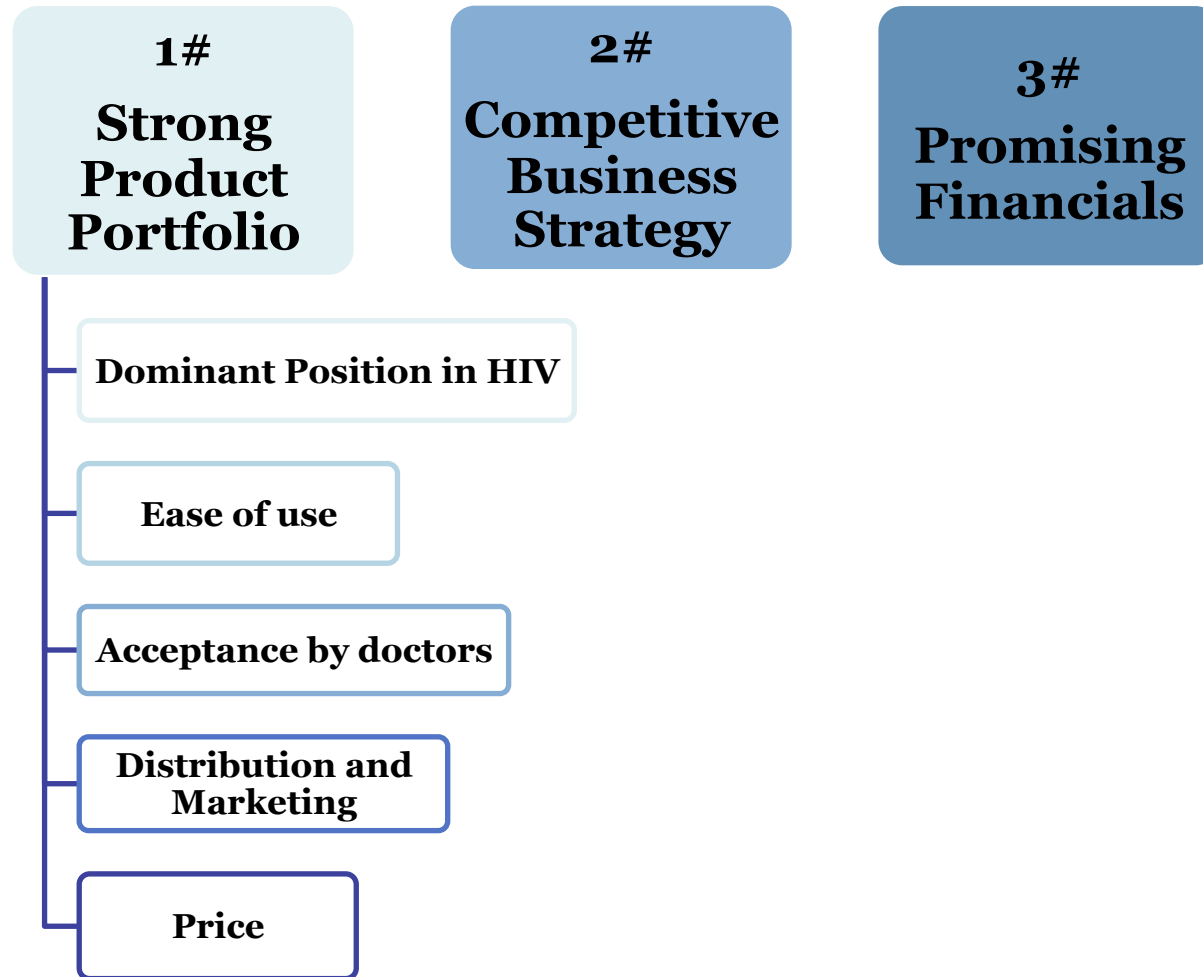 1#
Strong
Product
Portfolio
2#
Competitive
Business
Strategy
3#
Promising
Financials
Dominant Position in HIV
Ease of use
Acceptance by doctors
Distribution and
Marketing
Price